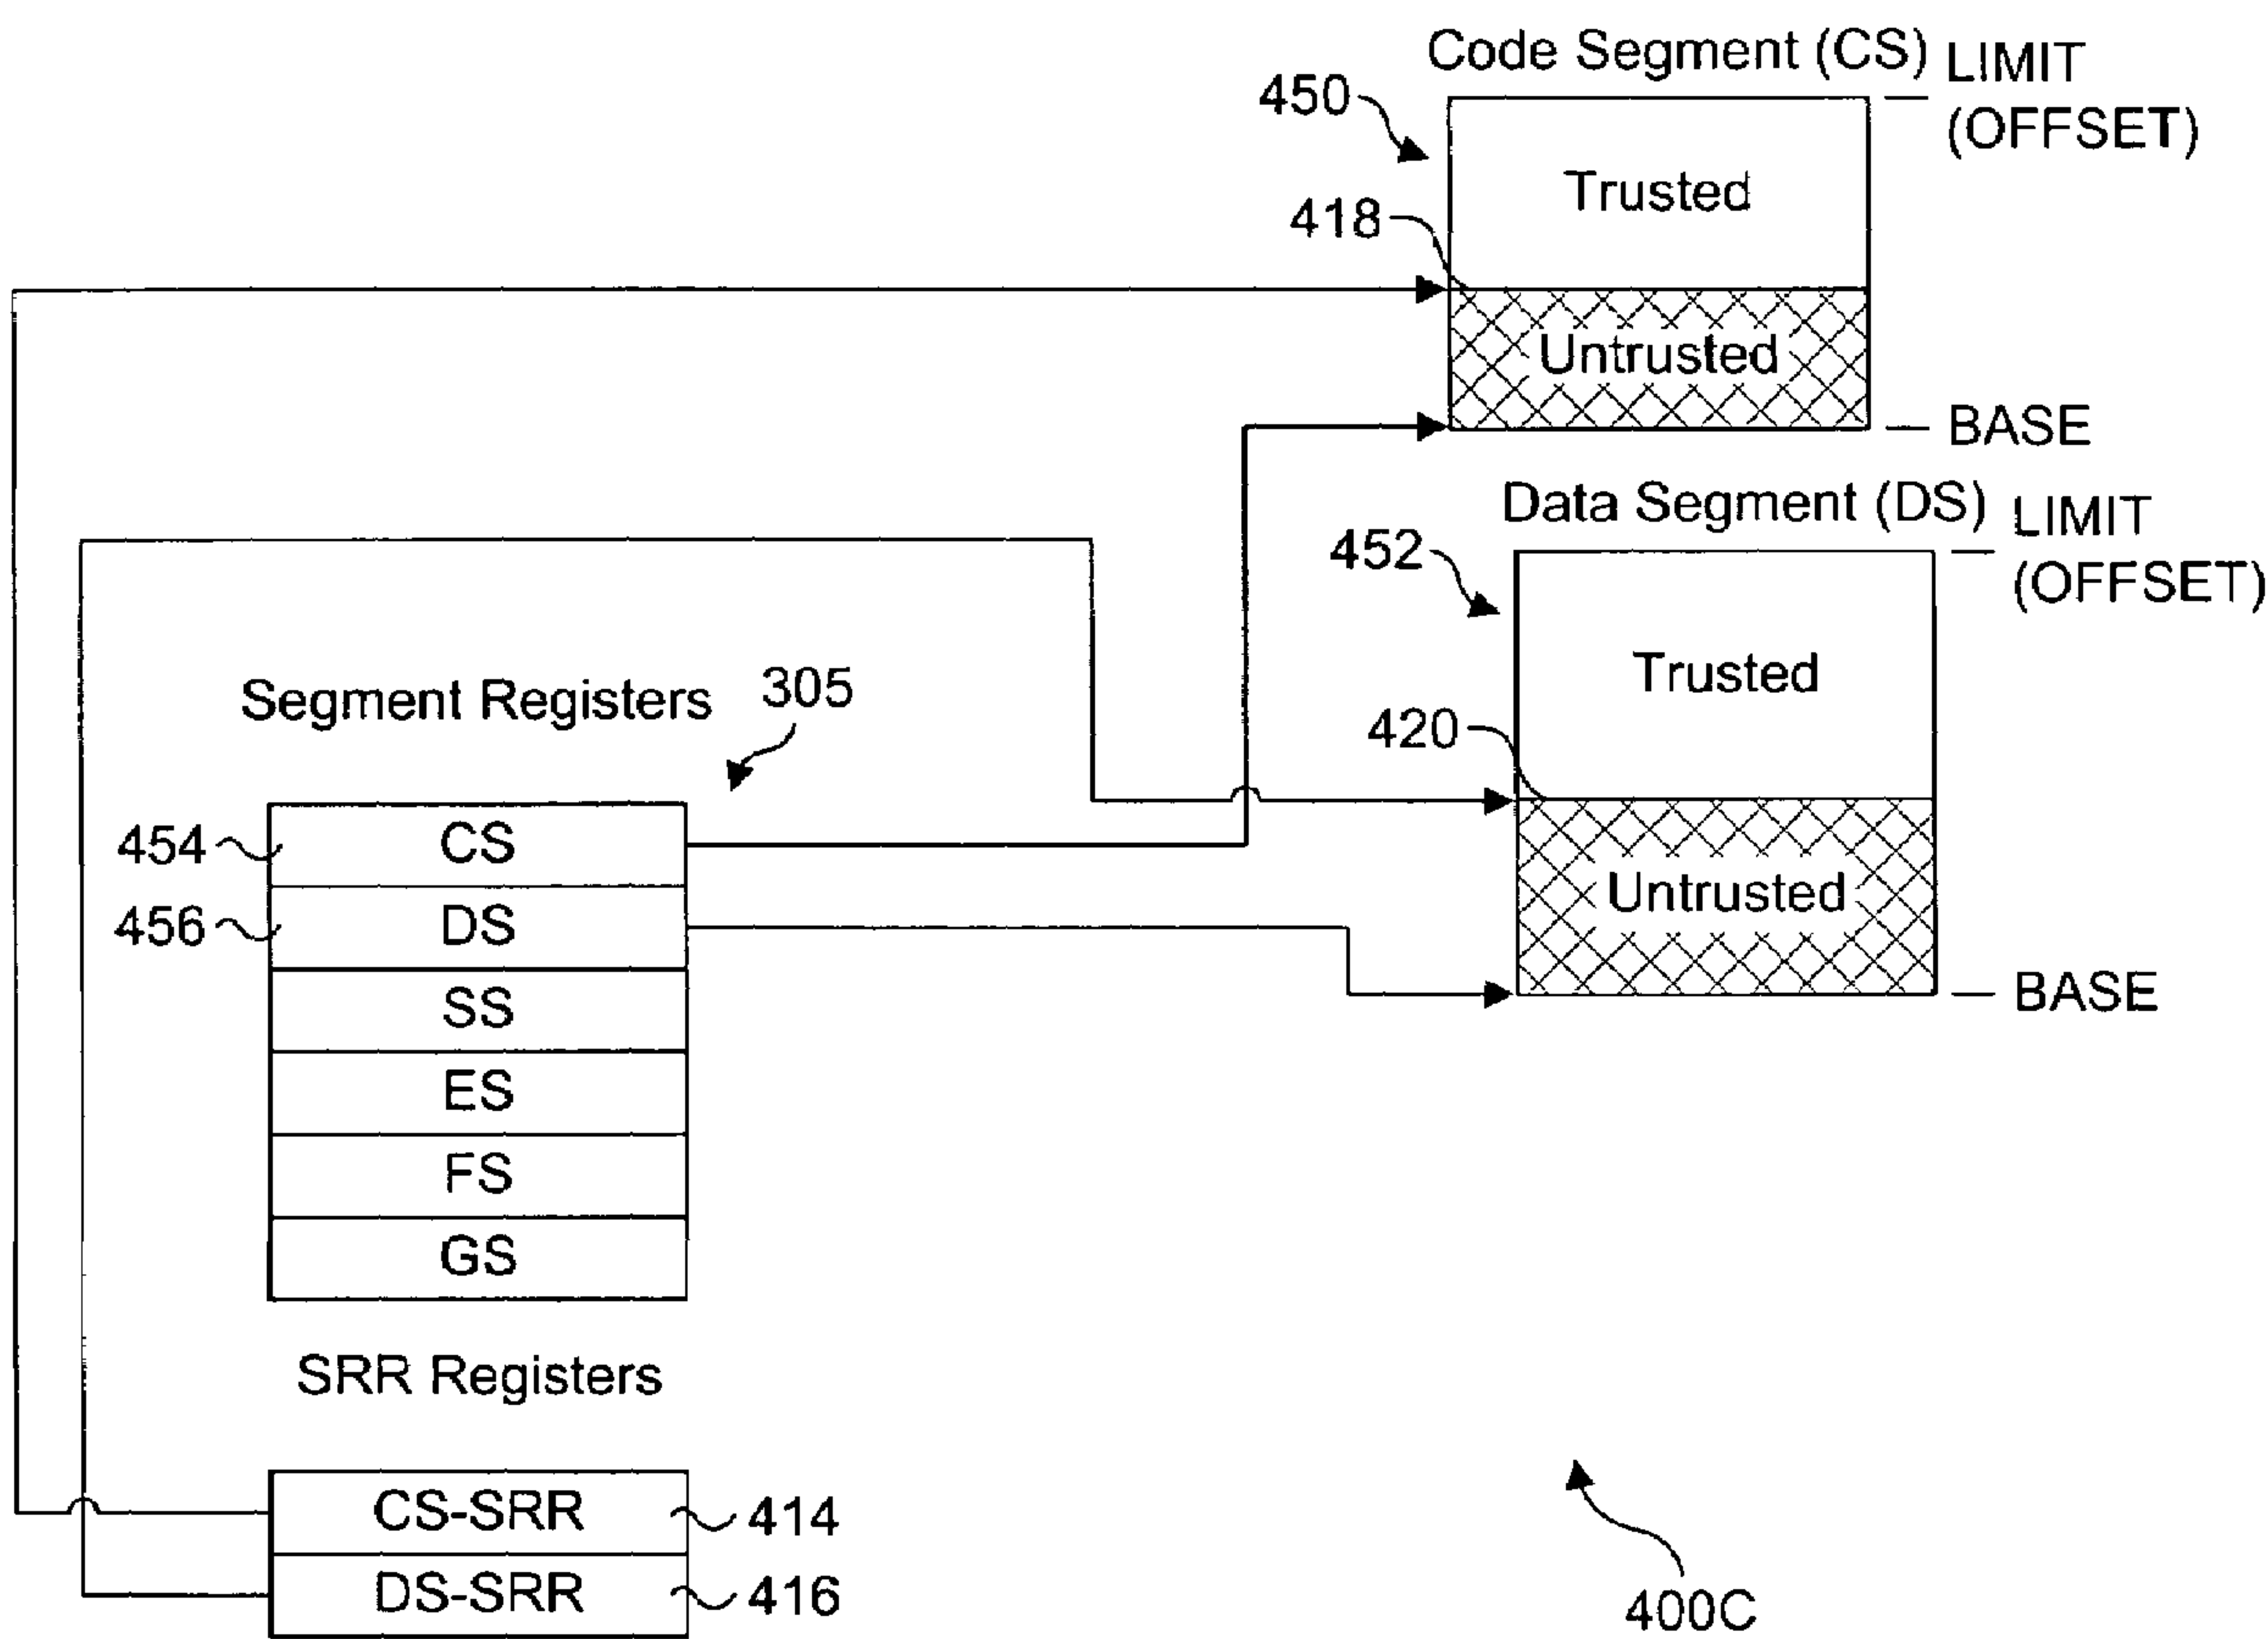 Code Segment (CS) LIMIT
(OFFSET)
450
Trusted
418
Untrusted
BASE
Data Segment (DS) LIMIT
(OFFSET)
452
Trusted
420
Untrusted
BASE
Segment Registers 305
454 CS
456 DS
SS
ES
FS
GS
SRR Registers
CS-SRR 414
DS-SRR 416
400C